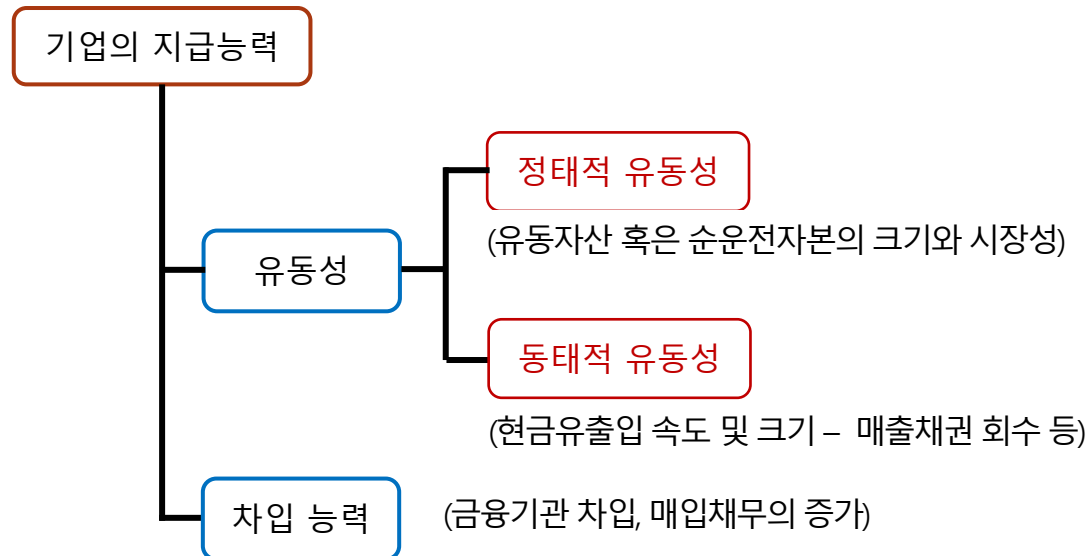 기업의 지급능력
정태적 유동성
(유동자산 혹은 순운전자본의 크기와 시장성)
유동성
동태적 유동성
(현금유출입 속도 및 크기 – 매출채권 회수 등)
차입 능력
(금융기관 차입, 매입채무의 증가)